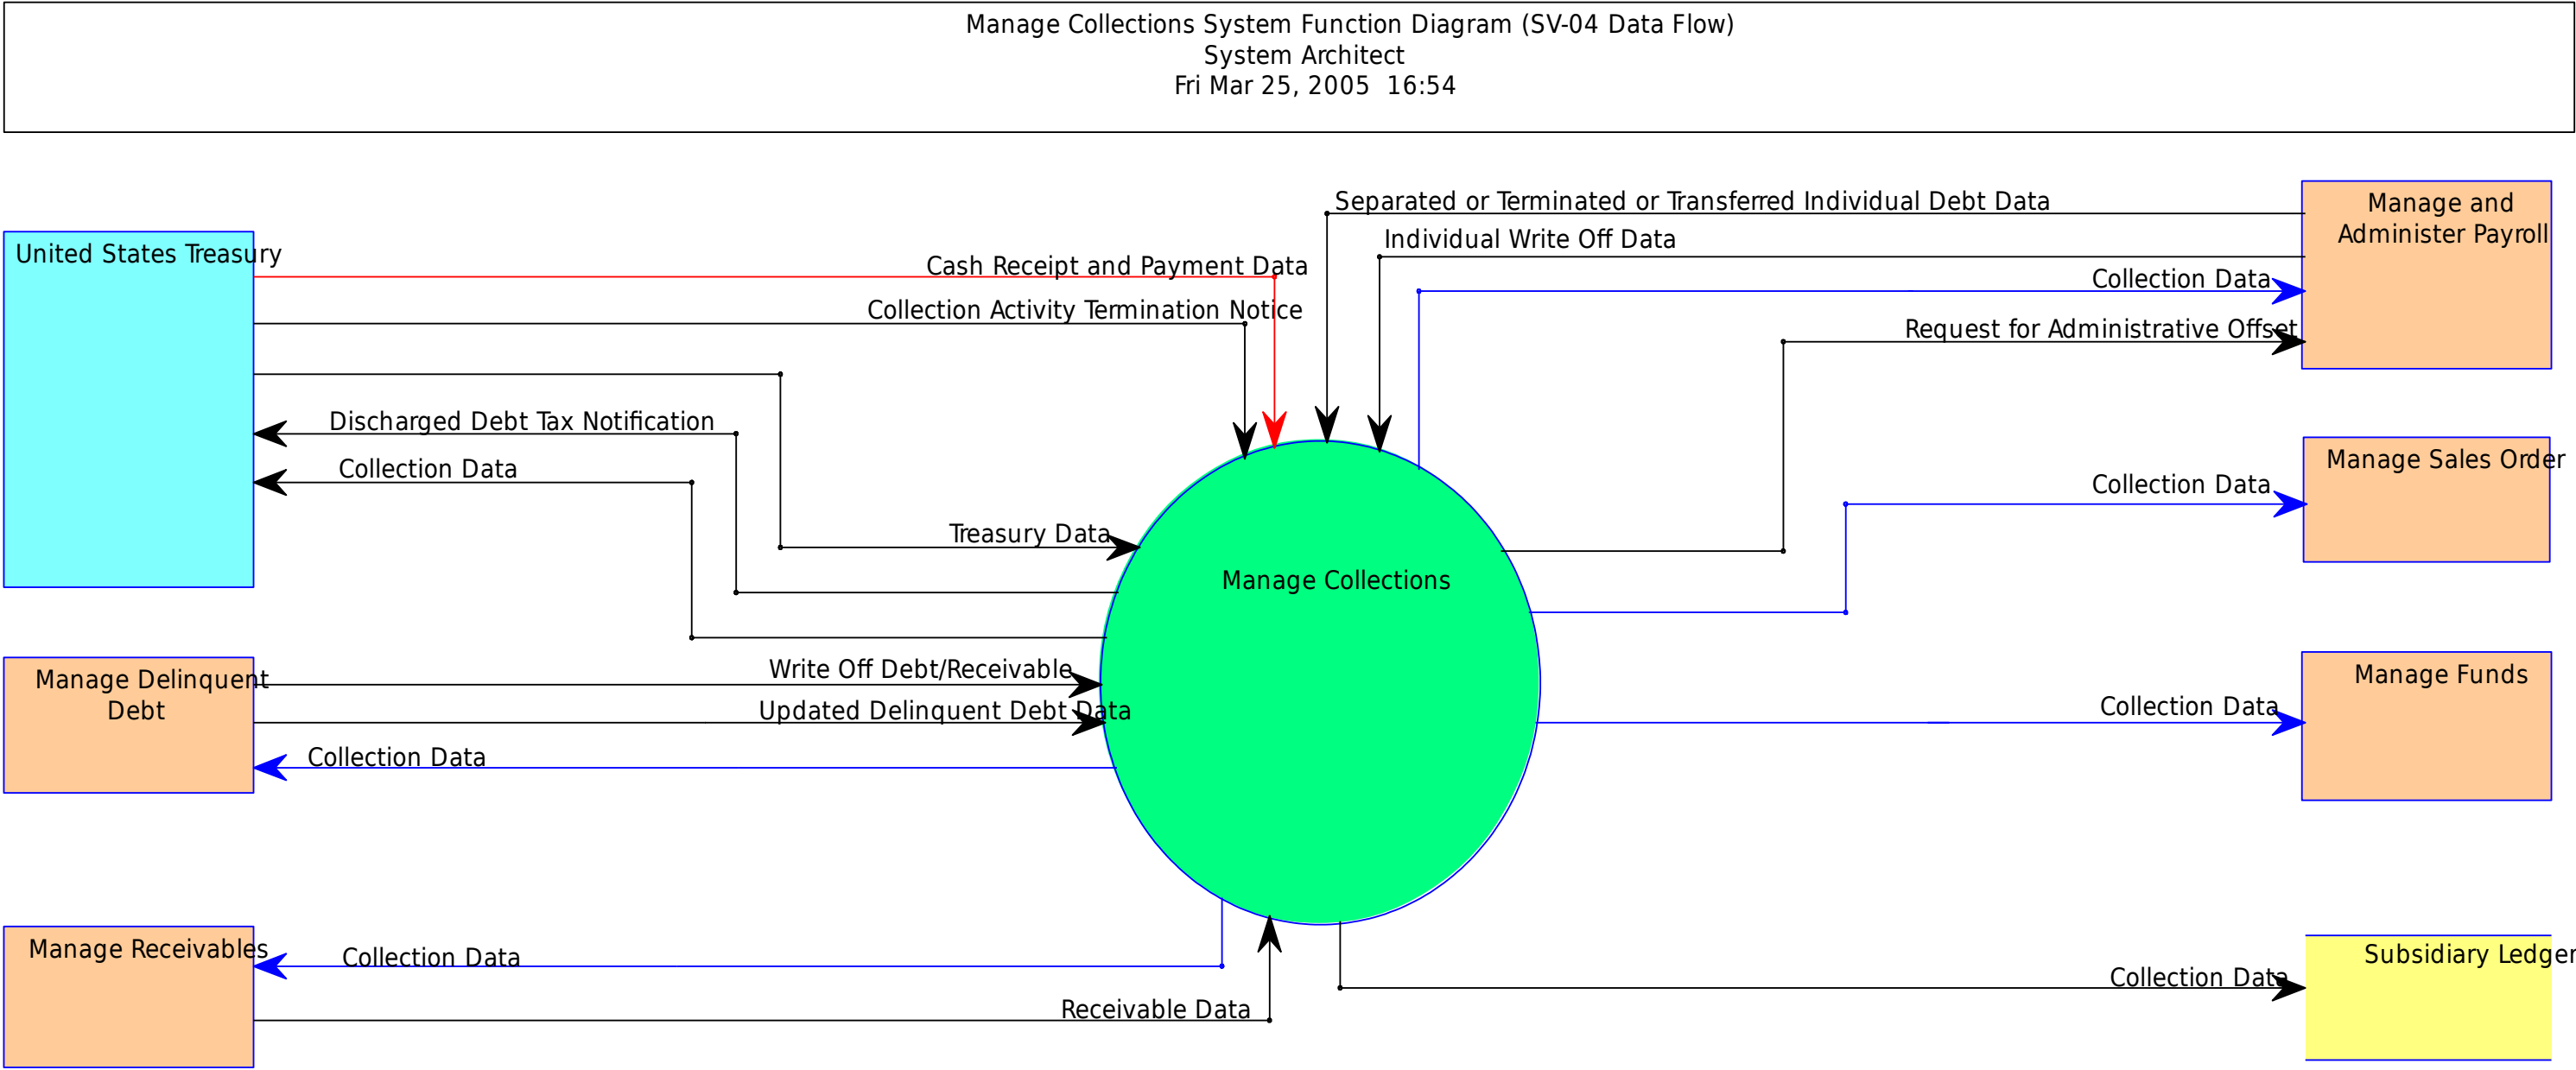 Manage Collections System Function Diagram (SV-04 Data Flow)
System Architect
Fri Mar 25, 2005  16:54
Separated or Terminated or Transferred Individual Debt Data
Manage and
Administer Payroll
Individual Write Off Data
United States Treasury
Cash Receipt and Payment Data
Collection Data
Collection Activity Termination Notice
Request for Administrative Offset
Discharged Debt Tax Notification
Manage Sales Order
Collection Data
Collection Data
Treasury Data
Manage Collections
Write Off Debt/Receivable
Manage Delinquent
Debt
Manage Funds
Updated Delinquent Debt Data
Collection Data
Collection Data
Manage Receivables
Collection Data
Subsidiary Ledger
Collection Data
Receivable Data